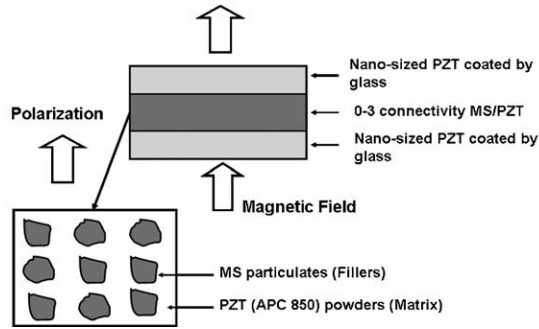 Nano-sized PZT coated by
glass
0-3 connectivity MS/PZT
Nano-sized PZT coated by
glass
Polarization
Magnetic Field
MS particulates (Fillers)
PZT (APC 850) powders (Matrix)